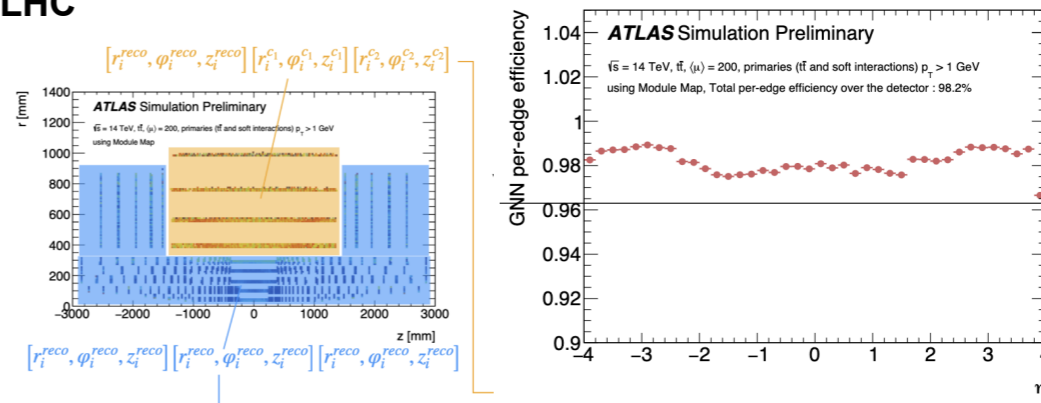 LHC
[r_i^{reco}, φ_i^{reco}, z_i^{reco}] [r_i^{c_1}, φ_i^{c_1}, z_i^{c_1}] [r_i^{c_2}, φ_i^{c_2}, z_i^{c_2}]
r [mm]
1400
1200
1000
800
600
400
200
0
ATLAS Simulation Preliminary
√s = 14 TeV, tt̄, ⟨μ⟩ = 200, primaries (tt̄ and soft interactions) p_T > 1 GeV
using Module Map
−3000 −2000 −1000 0 1000 2000 3000
z [mm]
[r_i^{reco}, φ_i^{reco}, z_i^{reco}] [r_i^{reco}, φ_i^{reco}, z_i^{reco}] [r_i^{reco}, φ_i^{reco}, z_i^{reco}]
GNN per-edge efficiency
1.04
1.02
1
0.98
0.96
0.94
0.92
0.9
ATLAS Simulation Preliminary
√s = 14 TeV, tt̄, ⟨μ⟩ = 200, primaries (tt̄ and soft interactions) p_T > 1 GeV
using Module Map, Total per-edge efficiency over the detector : 98.2%
−4 −3 −2 −1 0 1 2 3